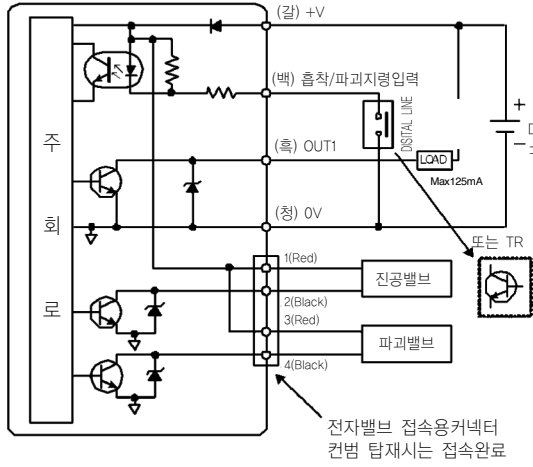 (갈) +V
(백) 흡착/파괴지령입력
DIGITAL LINE
주
회
로
(흑) OUT1
LOAD
Max125mA
+
−
(청) 0V
또는 TR
1(Red)
2(Black)
3(Red)
4(Black)
진공밸브
파괴밸브
전자밸브 접속용커넥터
컨범 탑재시는 접속완료